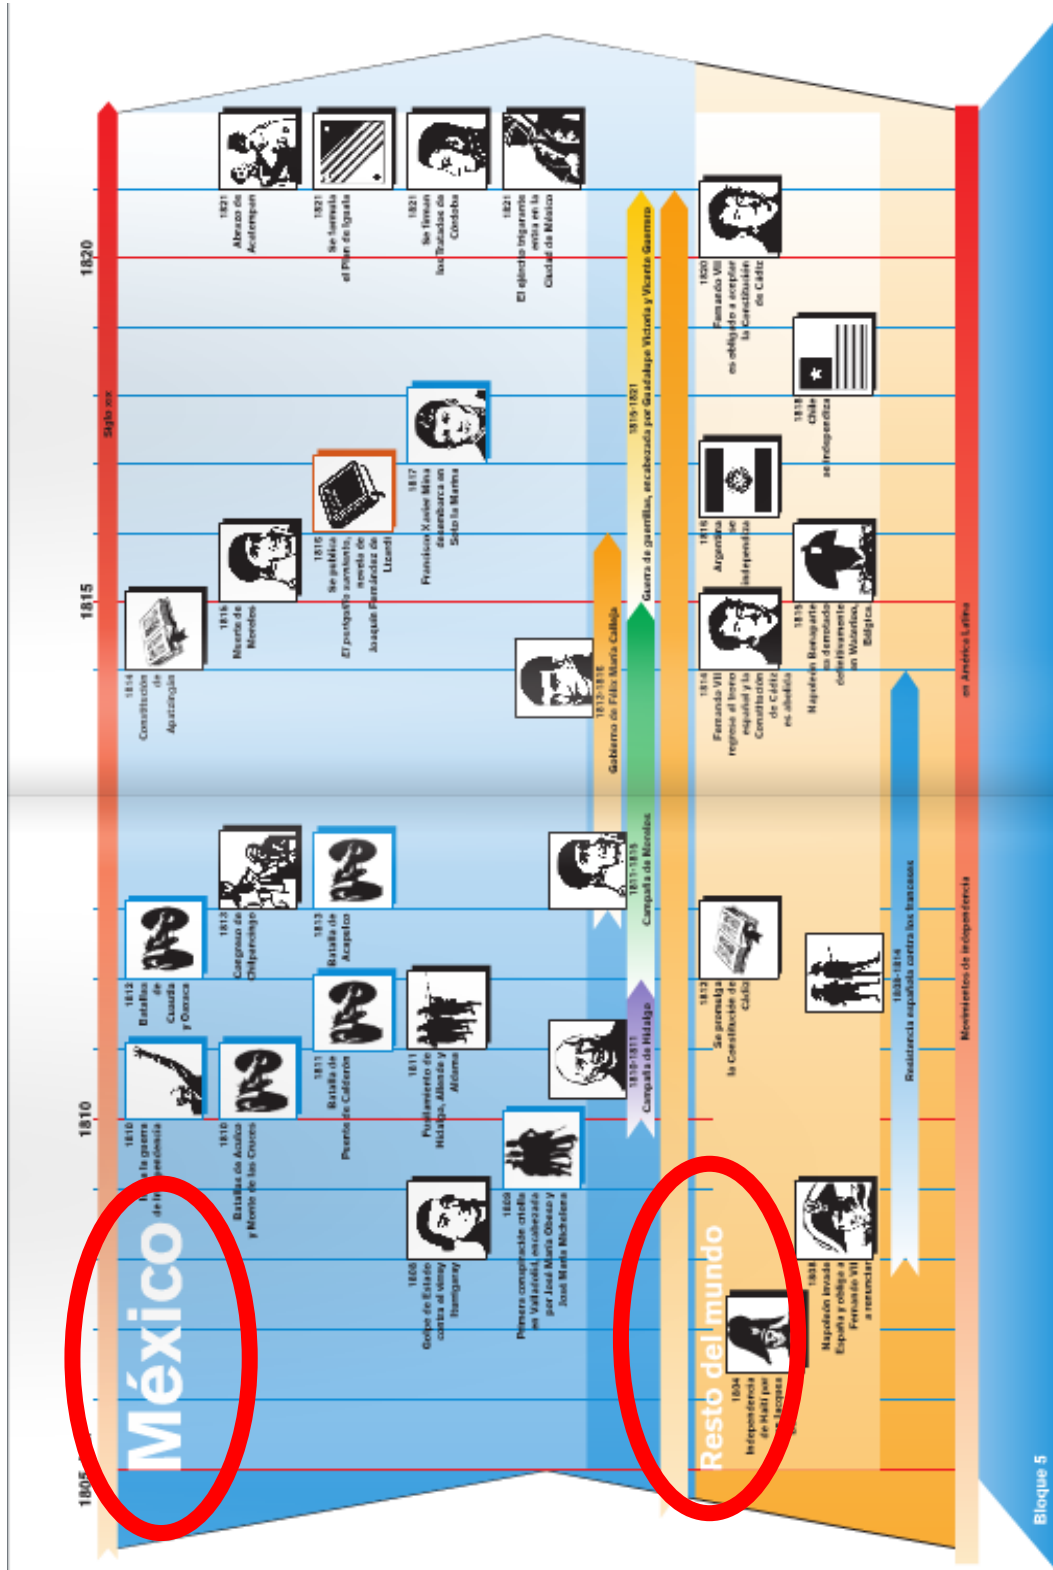 Siglo XIX
1805
1810
1815
1820
México
1810
la guerra
de Independencia
1812
Batallas
de
Cuautla
y Oaxaca
1814
Constitución
de
Apatzingán
1810
Batallas de Aculco
y Monte de las Cruces
1813
Congreso de
Chilpancingo
1815
Muerte de
Morelos
1821
Abrazo de
Acatempan
1811
Batalla de
Puente de Calderón
1813
Batalla de
Acapulco
1816
Se publica
El periquillo sarniento,
novela de
Joaquín Fernández de
Lizardi
1821
Se formula
el Plan de Iguala
1808
Golpe de Estado
contra el virrey
Iturrigaray
1811
Fusilamiento de
Hidalgo, Allende y
Aldama
1817
Francisco Xavier Mina
desembarca en
Soto la Marina
1821
Se firman
los Tratados de
Córdoba
1809
Primera conspiración criolla
en Valladolid, encabezada
por José María Obeso y
José María Michelena
1821
El ejército trigarante
entra en la
Ciudad de México
1813-1816
Gobierno de Félix María Calleja
1810-1811
Campaña de Hidalgo
1811-1815
Campaña de Morelos
1815-1821
Guerra de guerrillas, encabezada por Guadalupe Victoria y Vicente Guerrero
Resto del mundo
1804
Independencia
de Haití por
Jacques
1812
Se promulga
la Constitución de
Cádiz
1814
Fernando VII
regresa al trono
español y la
Constitución
de Cádiz
es abolida
1816
Argentina
se
independiza
1820
Fernando VII
es obligado a aceptar
la Constitución
de Cádiz
1808
Napoleón invade
España y obliga a
Fernando VII
a renunciar
1815
Napoleón Bonaparte
es derrotado
definitivamente
en Waterloo,
Bélgica.
1818
Chile
se independiza
1808-1814
Resistencia española contra los franceses
Movimientos de independencia
en América Latina
Bloque 5